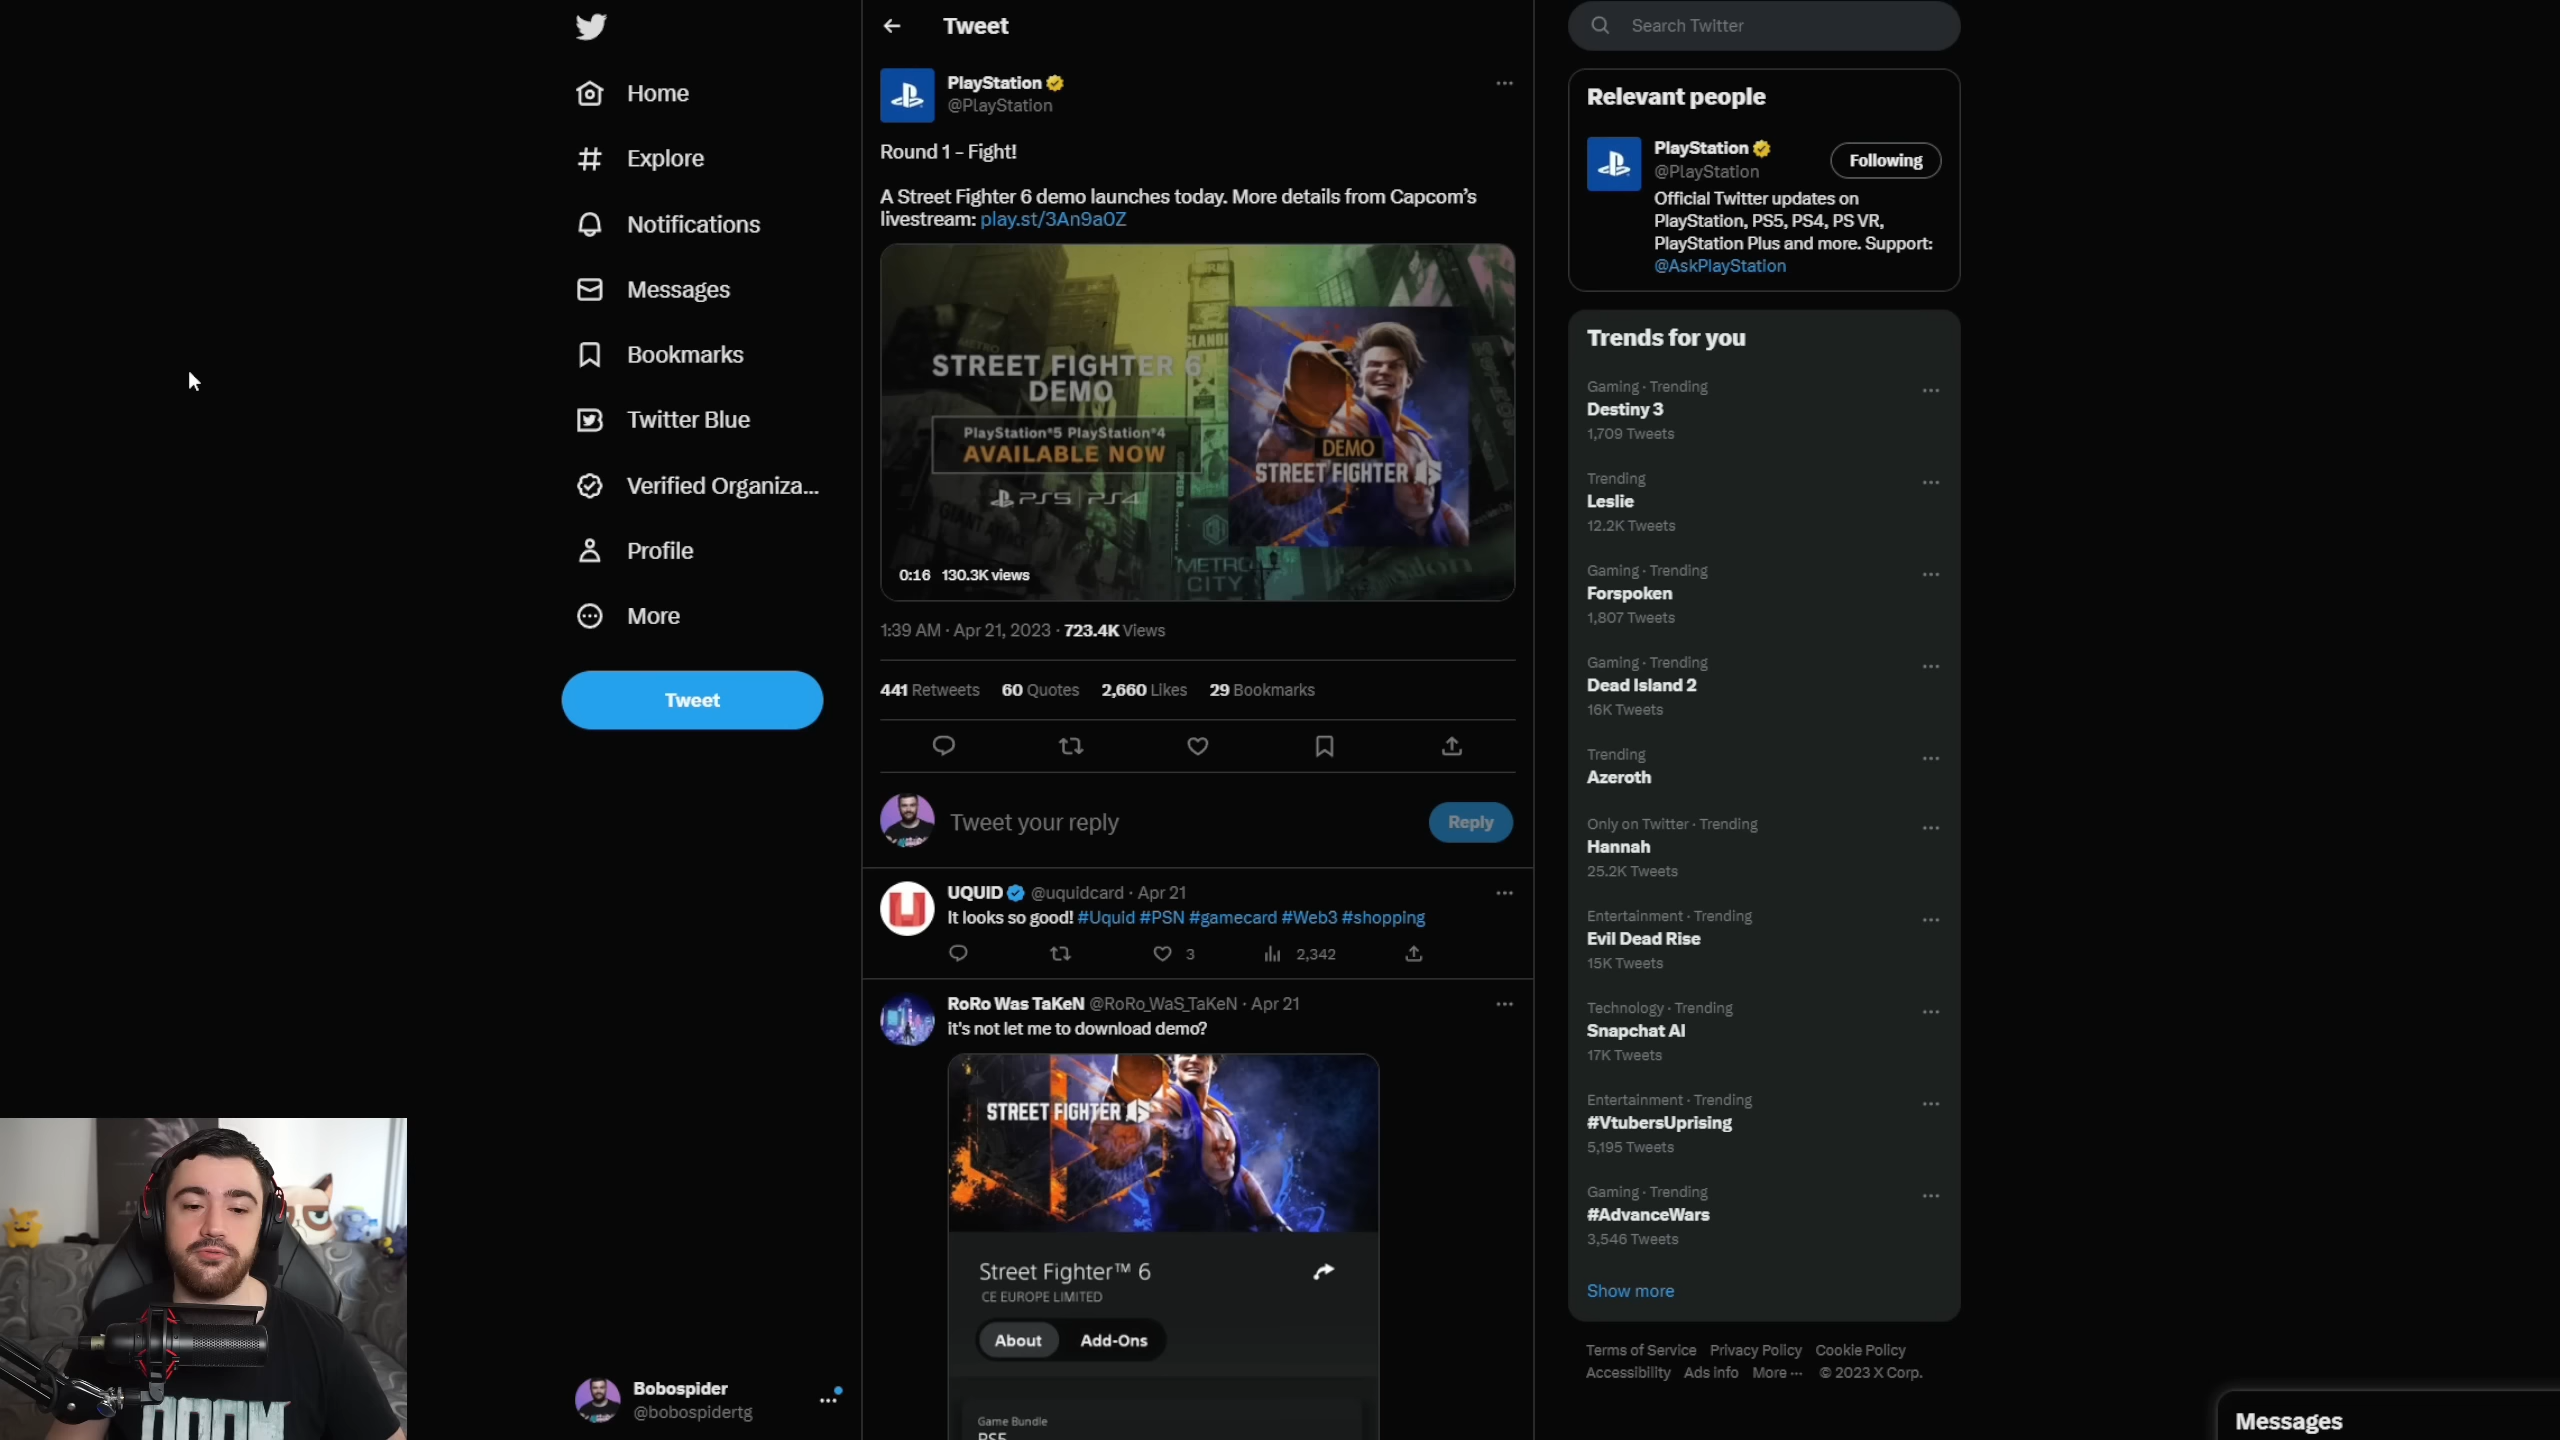 Home
Explore
Notifications
Messages
Bookmarks
Twitter Blue
Verified Organiza...
Profile
More
Tweet
Bobospider
@bobospidertg
Tweet
PlayStation
@PlayStation
Round 1 - Fight!
A Street Fighter 6 demo launches today. More details from Capcom's
livestream: play.st/3An9a0Z
STREET FIGHTER 6
DEMO
PlayStation®5 PlayStation®4
AVAILABLE NOW
PS5 | PS4
DEMO
STREET FIGHTER 6
METRO
CITY
0:16 130.3K views
1:39 AM · Apr 21, 2023 · 723.4K Views
441 Retweets 60 Quotes 2,660 Likes 29 Bookmarks
Tweet your reply
Reply
UQUID @uquidcard · Apr 21
It looks so good! #Uquid #PSN #gamecard #Web3 #shopping
3 2,342
RoRo Was TaKeN @RoRo_WaS_TaKeN · Apr 21
it's not let me to download demo?
STREET FIGHTER 6
Street Fighter™ 6
CE EUROPE LIMITED
About Add-Ons
Game Bundle
PS5
Search Twitter
Relevant people
PlayStation
@PlayStation
Following
Official Twitter updates on
PlayStation, PS5, PS4, PS VR,
PlayStation Plus and more. Support:
@AskPlayStation
Trends for you
Gaming · Trending
Destiny 3
1,709 Tweets
Trending
Leslie
12.2K Tweets
Gaming · Trending
Forspoken
1,807 Tweets
Gaming · Trending
Dead Island 2
16K Tweets
Trending
Azeroth
Only on Twitter · Trending
Hannah
25.2K Tweets
Entertainment · Trending
Evil Dead Rise
15K Tweets
Technology · Trending
Snapchat AI
17K Tweets
Entertainment · Trending
#VtubersUprising
5,195 Tweets
Gaming · Trending
#AdvanceWars
3,546 Tweets
Show more
Terms of Service Privacy Policy Cookie Policy
Accessibility Ads info More ··· © 2023 X Corp.
Messages
DOOM